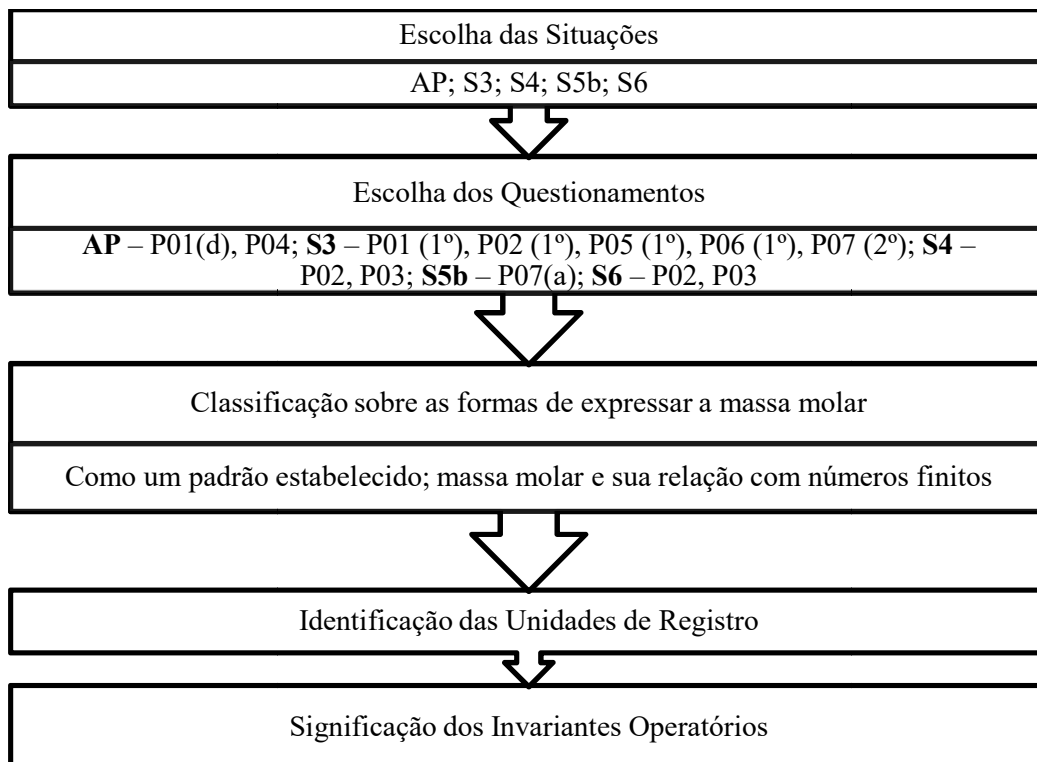 Escolha das Situações
AP; S3; S4; S5b; S6
Escolha dos Questionamentos
AP – P01(d), P04; S3 – P01 (1º), P02 (1º), P05 (1º), P06 (1º), P07 (2º); S4 –
P02, P03; S5b – P07(a); S6 – P02, P03
Classificação sobre as formas de expressar a massa molar
Como um padrão estabelecido; massa molar e sua relação com números finitos
Identificação das Unidades de Registro
Significação dos Invariantes Operatórios